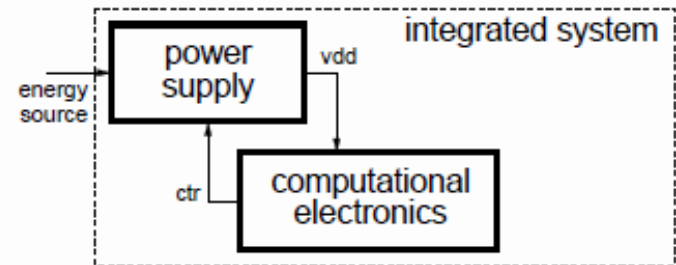 integrated system
power
supply
vdd
energy
source
ctr
computational
electronics